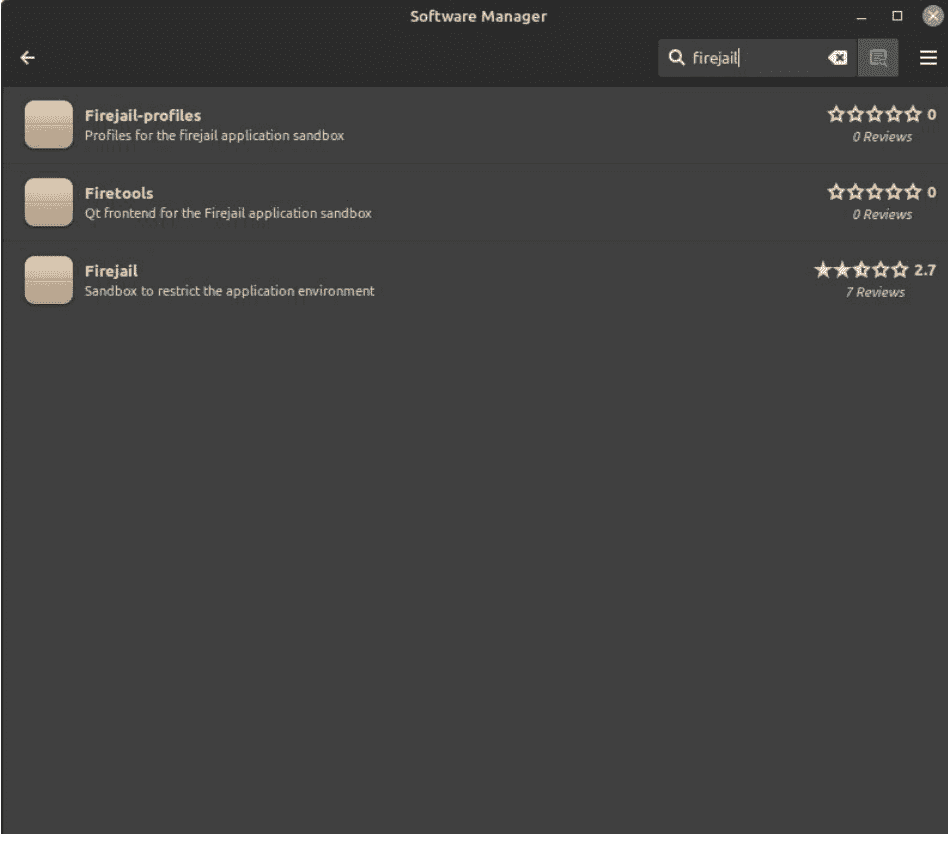 Software Manager
firejail
Firejail-profiles
Profiles for the firejail application sandbox
0
0 Reviews
Firetools
Qt frontend for the Firejail application sandbox
0
0 Reviews
Firejail
Sandbox to restrict the application environment
2.7
7 Reviews